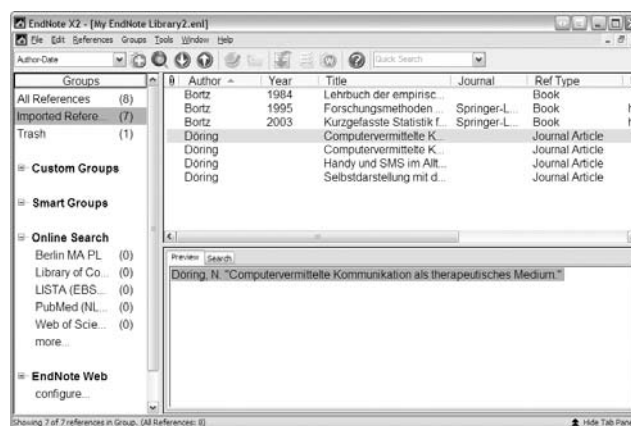 EndNote X2 - [My EndNote Library2.enl]
File Edit References Groups Tools Window Help
Author-Date Quick Search
Groups
All References (8)
Imported Refere... (7)
Trash (1)
Custom Groups
Smart Groups
Online Search
Berlin MA PL (0)
Library of Co... (0)
LISTA (EBS... (0)
PubMed (NL... (0)
Web of Scie... (0)
more...
EndNote Web
configure...
Author Year Title Journal Ref Type
Bortz 1984 Lehrbuch der empirisc... Book
Bortz 1995 Forschungsmethoden ... Springer-L... Book
Bortz 2003 Kurzgefasste Statistik f... Springer-L... Book
Döring Computervermittelte K... Journal Article
Döring Computervermittelte K... Journal Article
Döring Handy und SMS im Allt... Journal Article
Döring Selbstdarstellung mit d... Journal Article
Preview Search
Döring, N. "Computervermittelte Kommunikation als therapeutisches Medium."
Showing 7 of 7 references in Group. (All References: 8) Hide Tab Pane